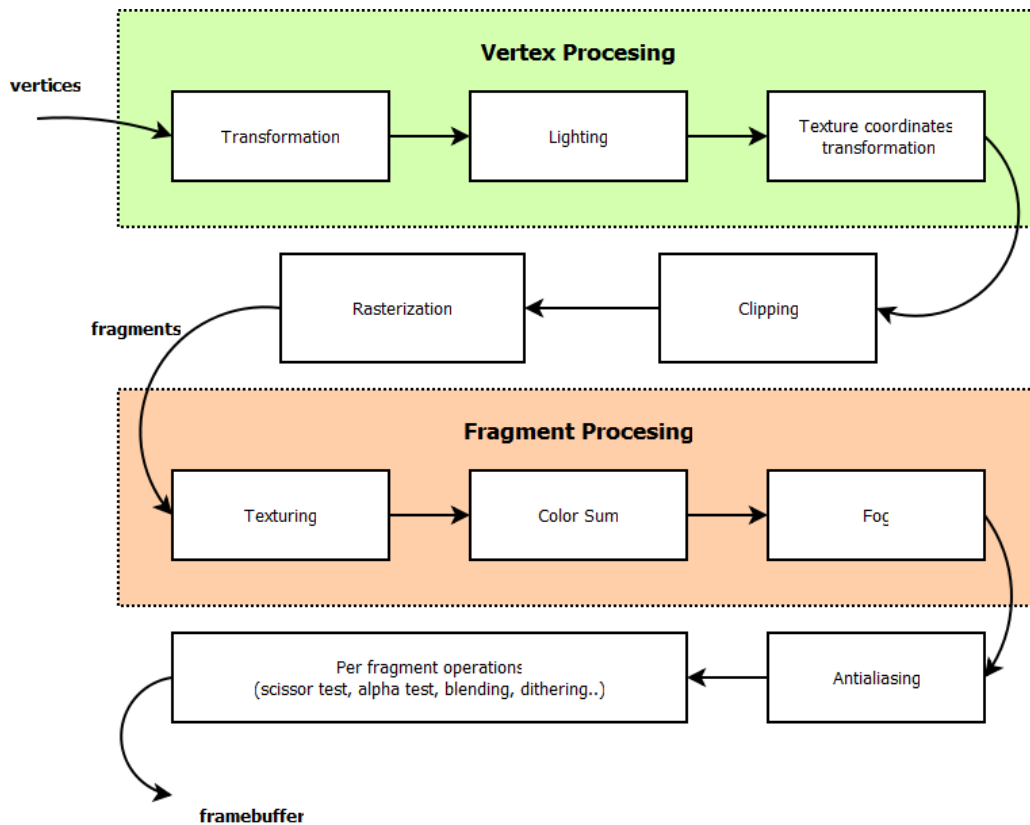 Vertex Procesing
vertices
Transformation
Lighting
Texture coordinates
transformation
Rasterization
Clipping
fragments
Fragment Procesing
Texturing
Color Sum
Fog
Per fragment operations
(scissor test, alpha test, blending, dithering..)
Antialiasing
framebuffer